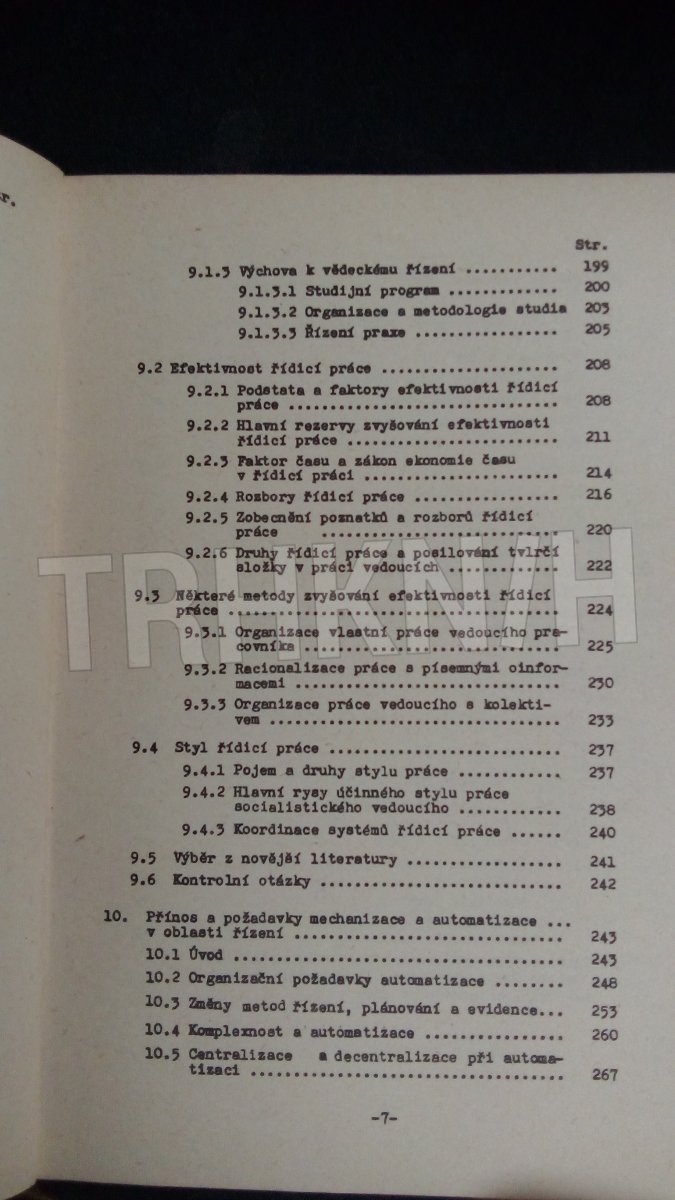 r.
Str.
9.1.3 Výchova k vědeckému řízení ........... 199
9.1.3.1 Studijní program ............. 200
9.1.3.2 Organizace a metodologie studia 203
9.1.3.3 Řízení praxe ................. 205
9.2 Efektivnost řídicí práce .................. 208
9.2.1 Podstata a faktory efektivnosti řídicí
práce ................................ 208
9.2.2 Hlavní rezervy zvyšování efektivnosti
řídicí práce ......................... 211
9.2.3 Faktor času a zákon ekonomie času
v řídicí práci ....................... 214
9.2.4 Rozbory řídicí práce ................. 216
9.2.5 Zobecnění poznatků a rozborů řídicí
práce ............................ 220
9.2.6 Druhy řídicí práce a posilování tvlrčí
složky v práci vedoucích ............. 222
9.3 Některé metody zvyšování efektivnosti řídicí
práce ....................................... 224
9.3.1 Organizace vlastní práce vedoucího pra-
covníka .............................. 225
9.3.2 Racionalizace práce s písemnými oinfor-
macemi ............................... 230
9.3.3 Organizace práce vedoucího s kolekti-
vem .................................. 233
9.4 Styl řídicí práce ........................... 237
9.4.1 Pojem a druhy stylu práce ............ 237
9.4.2 Hlavní rysy účinného stylu práce
socialistického vedoucího ............ 238
9.4.3 Koordinace systémů řídicí práce ...... 240
9.5 Výběr z novější literatury .................. 241
9.6 Kontrolní otázky ............................ 242
10. Přínos a požadavky mechanizace a automatizace ...
v oblasti řízení ................................ 243
10.1 Úvod ....................................... 243
10.2 Organizační požadavky automatizace ........ 248
10.3 Změny metod řízení, plánování a evidence... 253
10.4 Komplexnost a automatizace ................ 260
10.5 Centralizace a decentralizace při automa-
tizaci .................................... 267
-7-
TRHKNIH